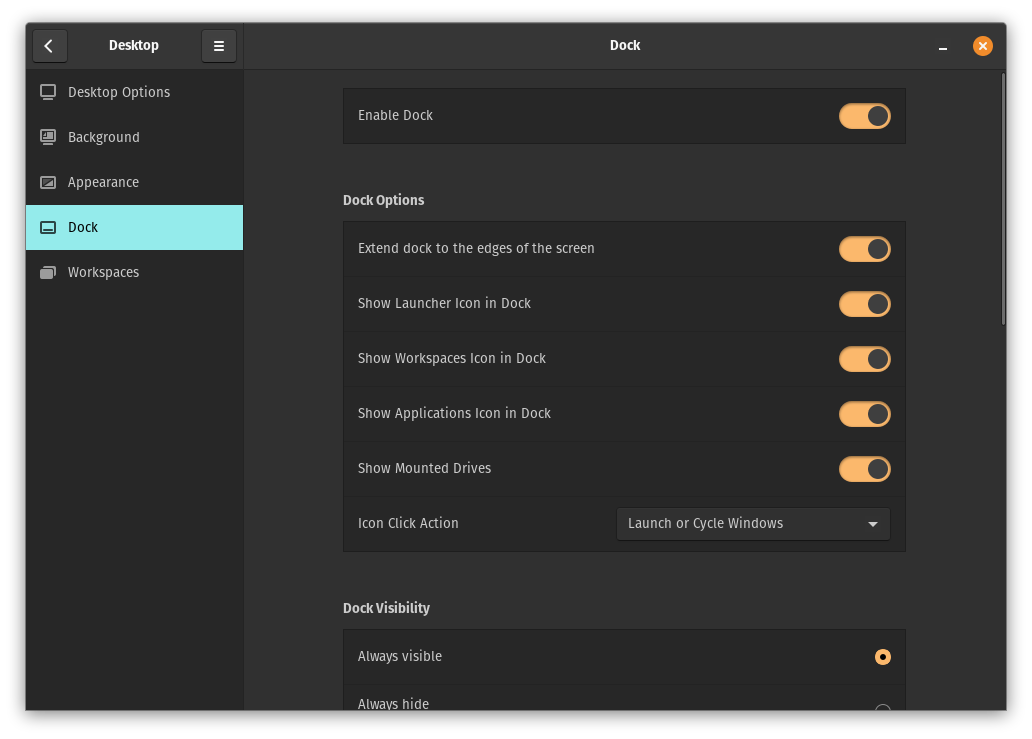 Desktop
Dock
Desktop Options
Background
Appearance
Dock
Workspaces
Enable Dock
Dock Options
Extend dock to the edges of the screen
Show Launcher Icon in Dock
Show Workspaces Icon in Dock
Show Applications Icon in Dock
Show Mounted Drives
Icon Click Action
Launch or Cycle Windows
Dock Visibility
Always visible
Always hide